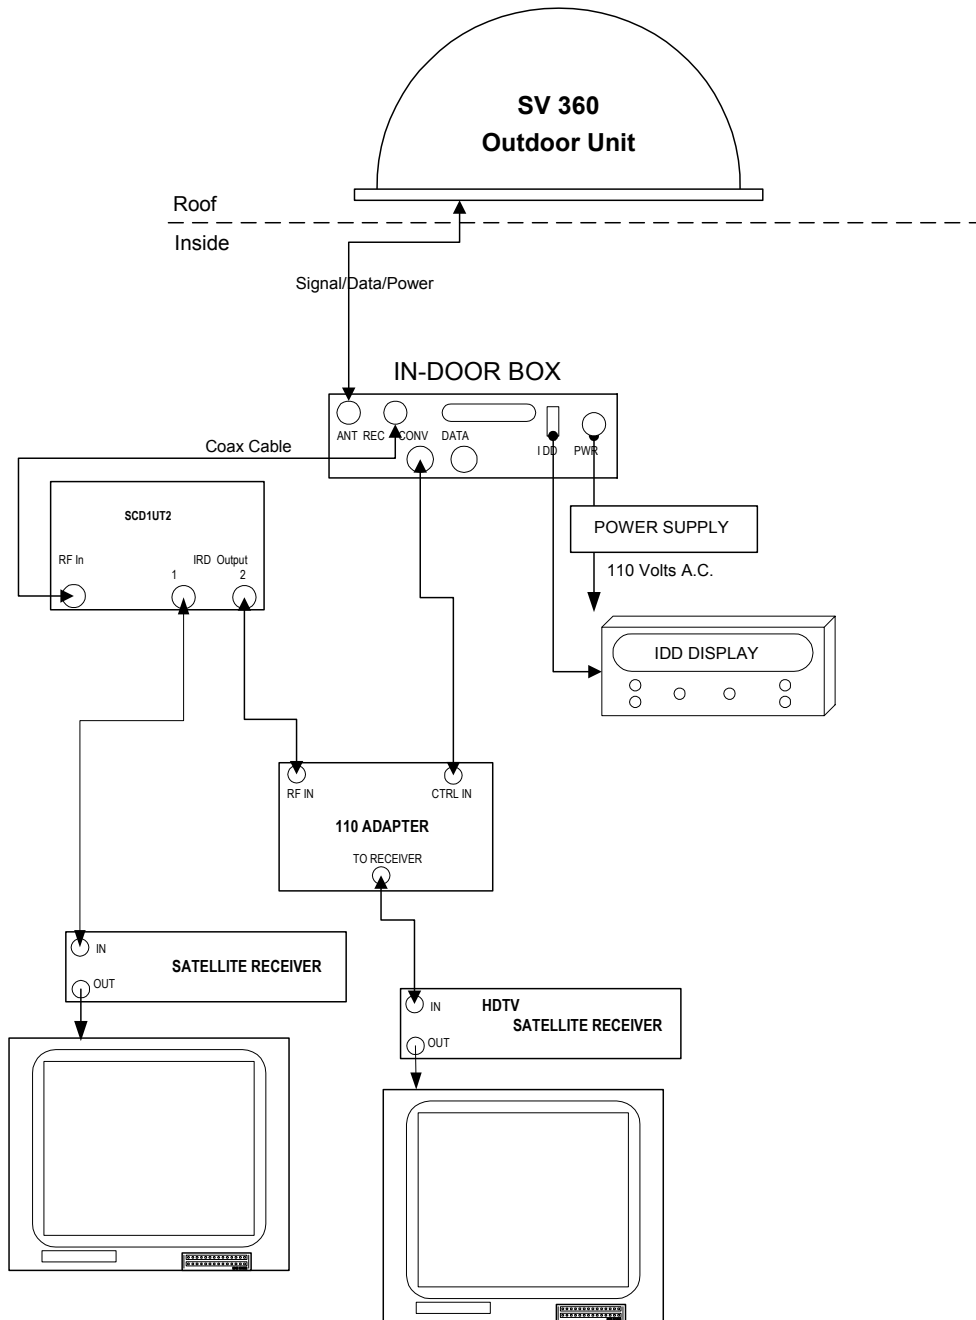 SV 360
Outdoor Unit
Roof
Inside
Signal/Data/Power
IN-DOOR BOX
ANT REC CONV DATA
IDD PWR
Coax Cable
SCD1UT2
RF In IRD Output
1 2
POWER SUPPLY
110 Volts A.C.
IDD DISPLAY
RF IN CTRL IN
110 ADAPTER
TO RECEIVER
IN
SATELLITE RECEIVER
OUT
IN HDTV
SATELLITE RECEIVER
OUT